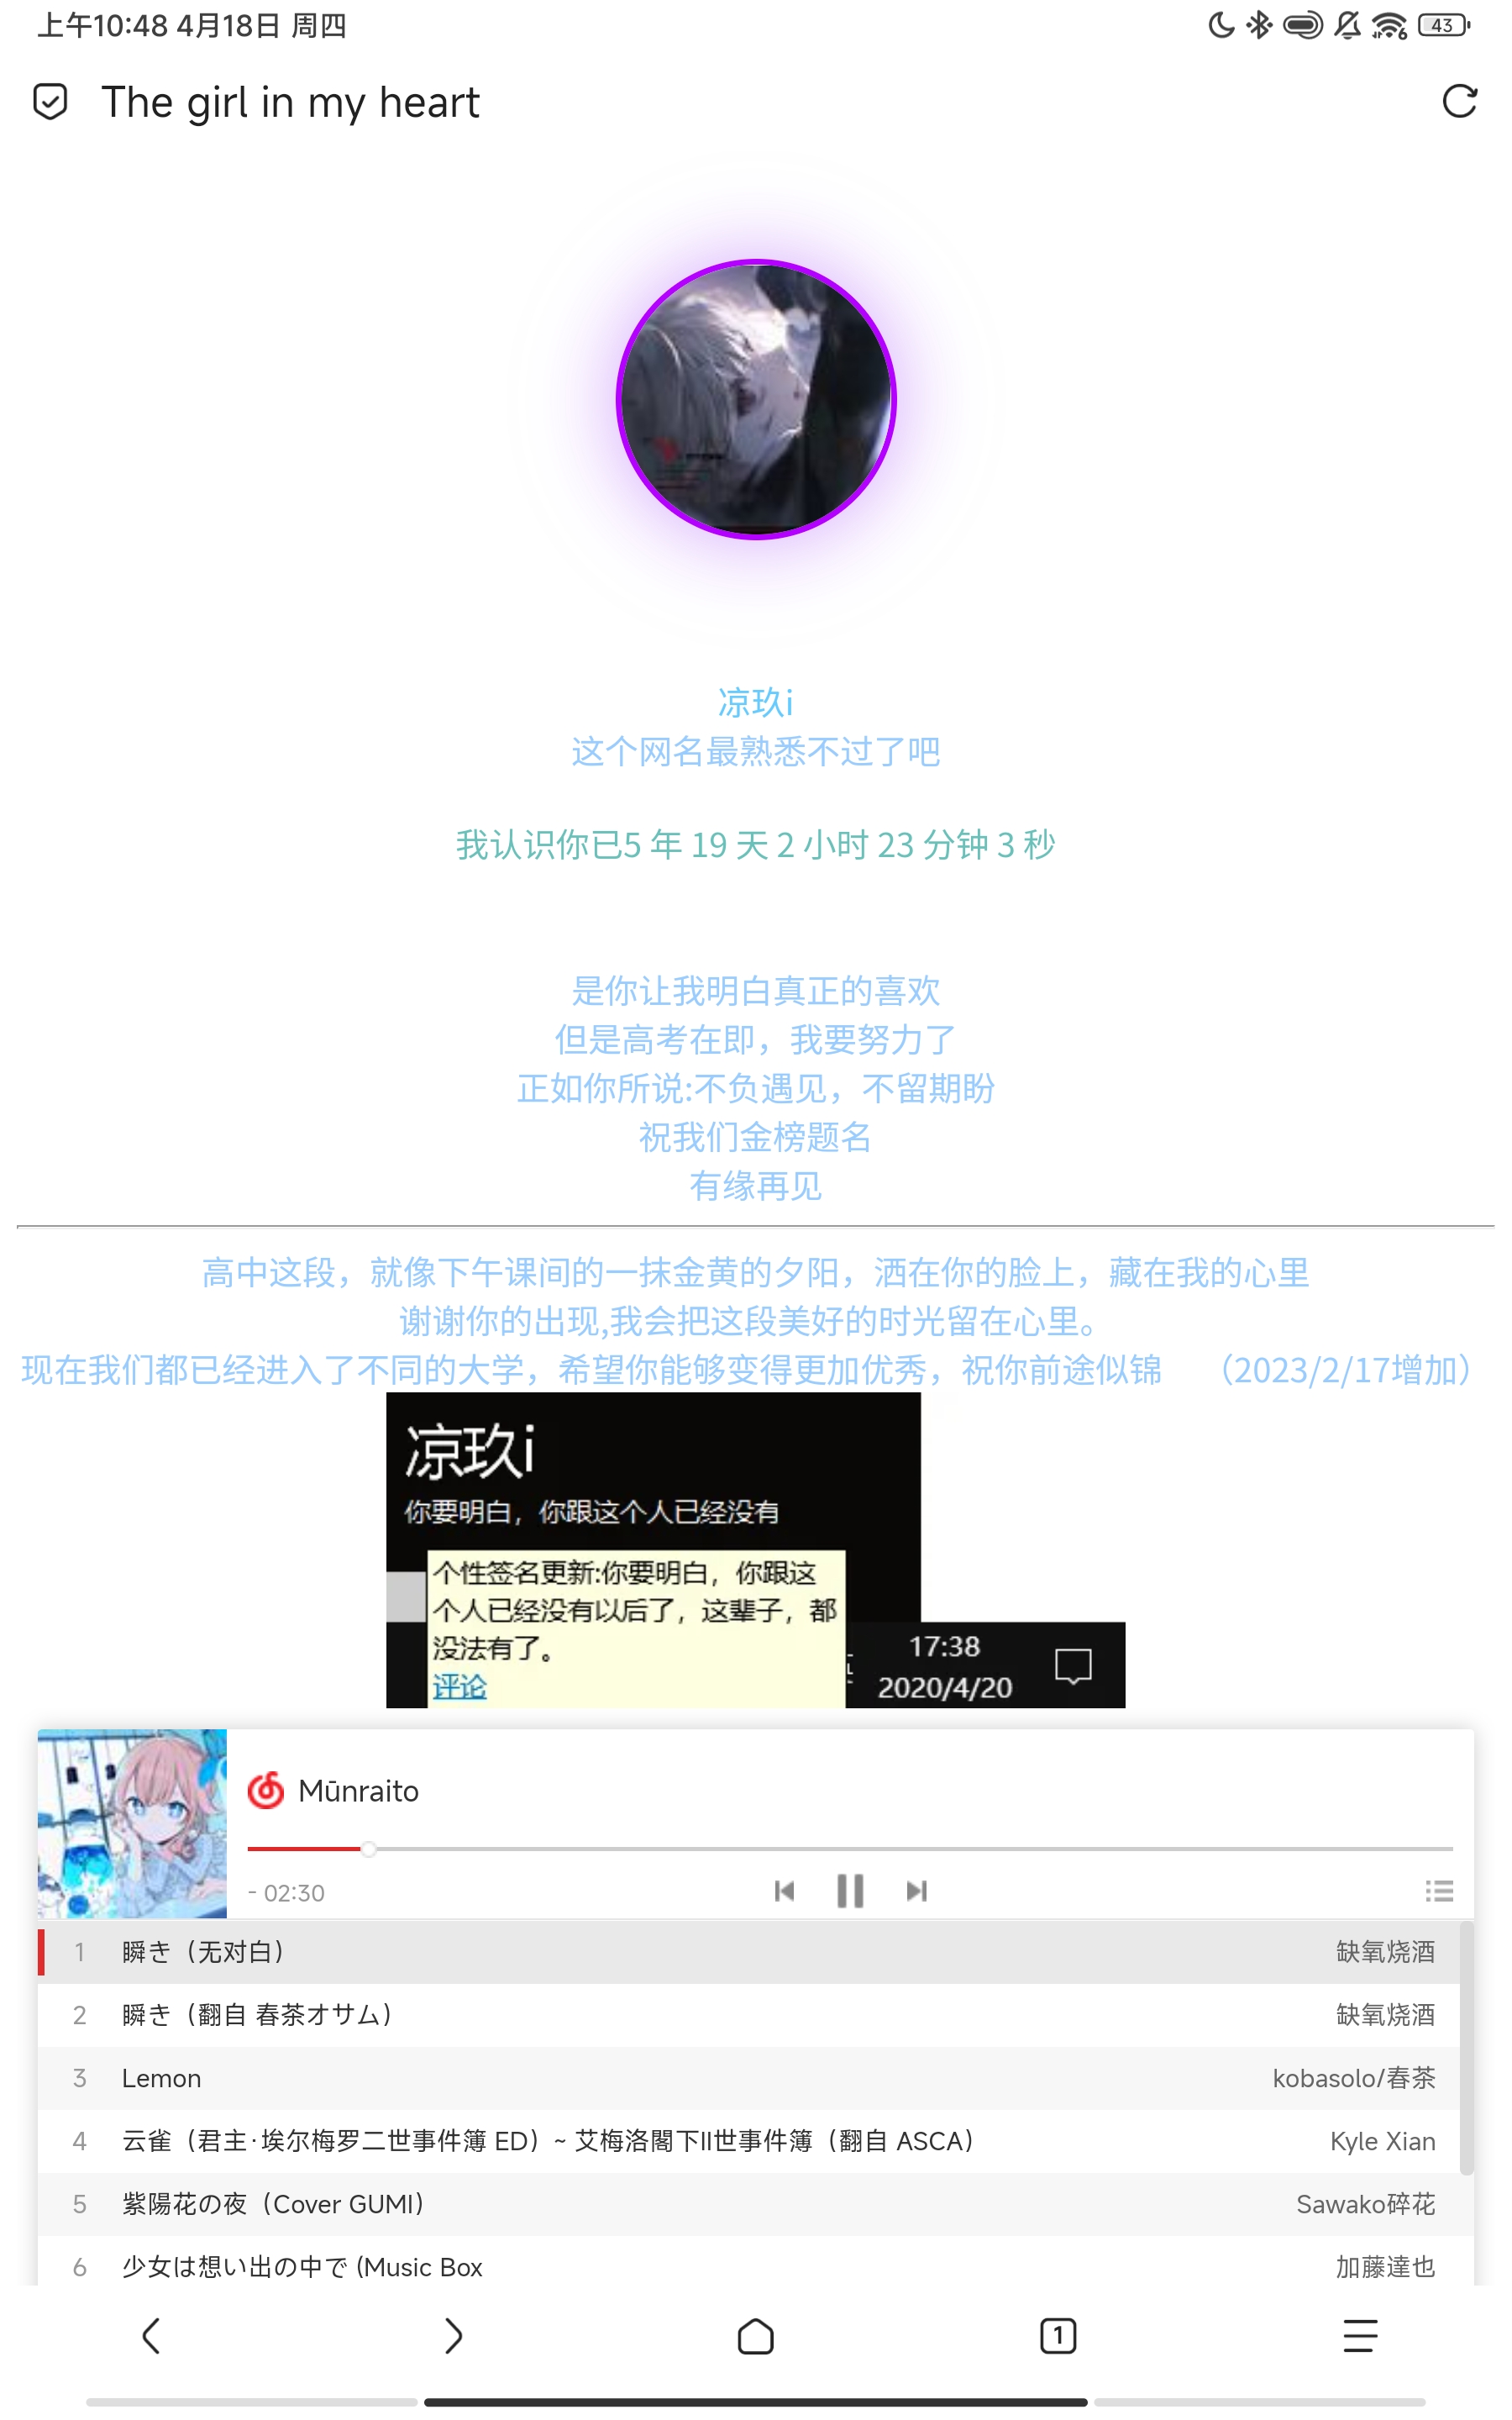 上午10:48 4月18日 周四
6
43
The girl in my heart
凉玖i
这个网名最熟悉不过了吧
我认识你已5 年 19 天 2 小时 23 分钟 3 秒
是你让我明白真正的喜欢
但是高考在即，我要努力了
正如你所说:不负遇见，不留期盼
祝我们金榜题名
有缘再见
高中这段，就像下午课间的一抹金黄的夕阳，洒在你的脸上，藏在我的心里
谢谢你的出现,我会把这段美好的时光留在心里。
现在我们都已经进入了不同的大学，希望你能够变得更加优秀，祝你前途似锦 （2023/2/17增加）
凉玖i
你要明白，你跟这个人已经没有
个性签名更新:你要明白，你跟这
个人已经没有以后了，这辈子，都
没法有了。
评论
17:38
2020/4/20
Mūnraito
- 02:30
1 瞬き（无对白） 缺氧烧酒
2 瞬き（翻自 春茶オサム） 缺氧烧酒
3 Lemon kobasolo/春茶
4 云雀（君主·埃尔梅罗二世事件簿 ED）~ 艾梅洛閣下II世事件簿（翻自 ASCA） Kyle Xian
5 紫陽花の夜（Cover GUMI） Sawako碎花
6 少女は想い出の中で (Music Box 加藤達也
1